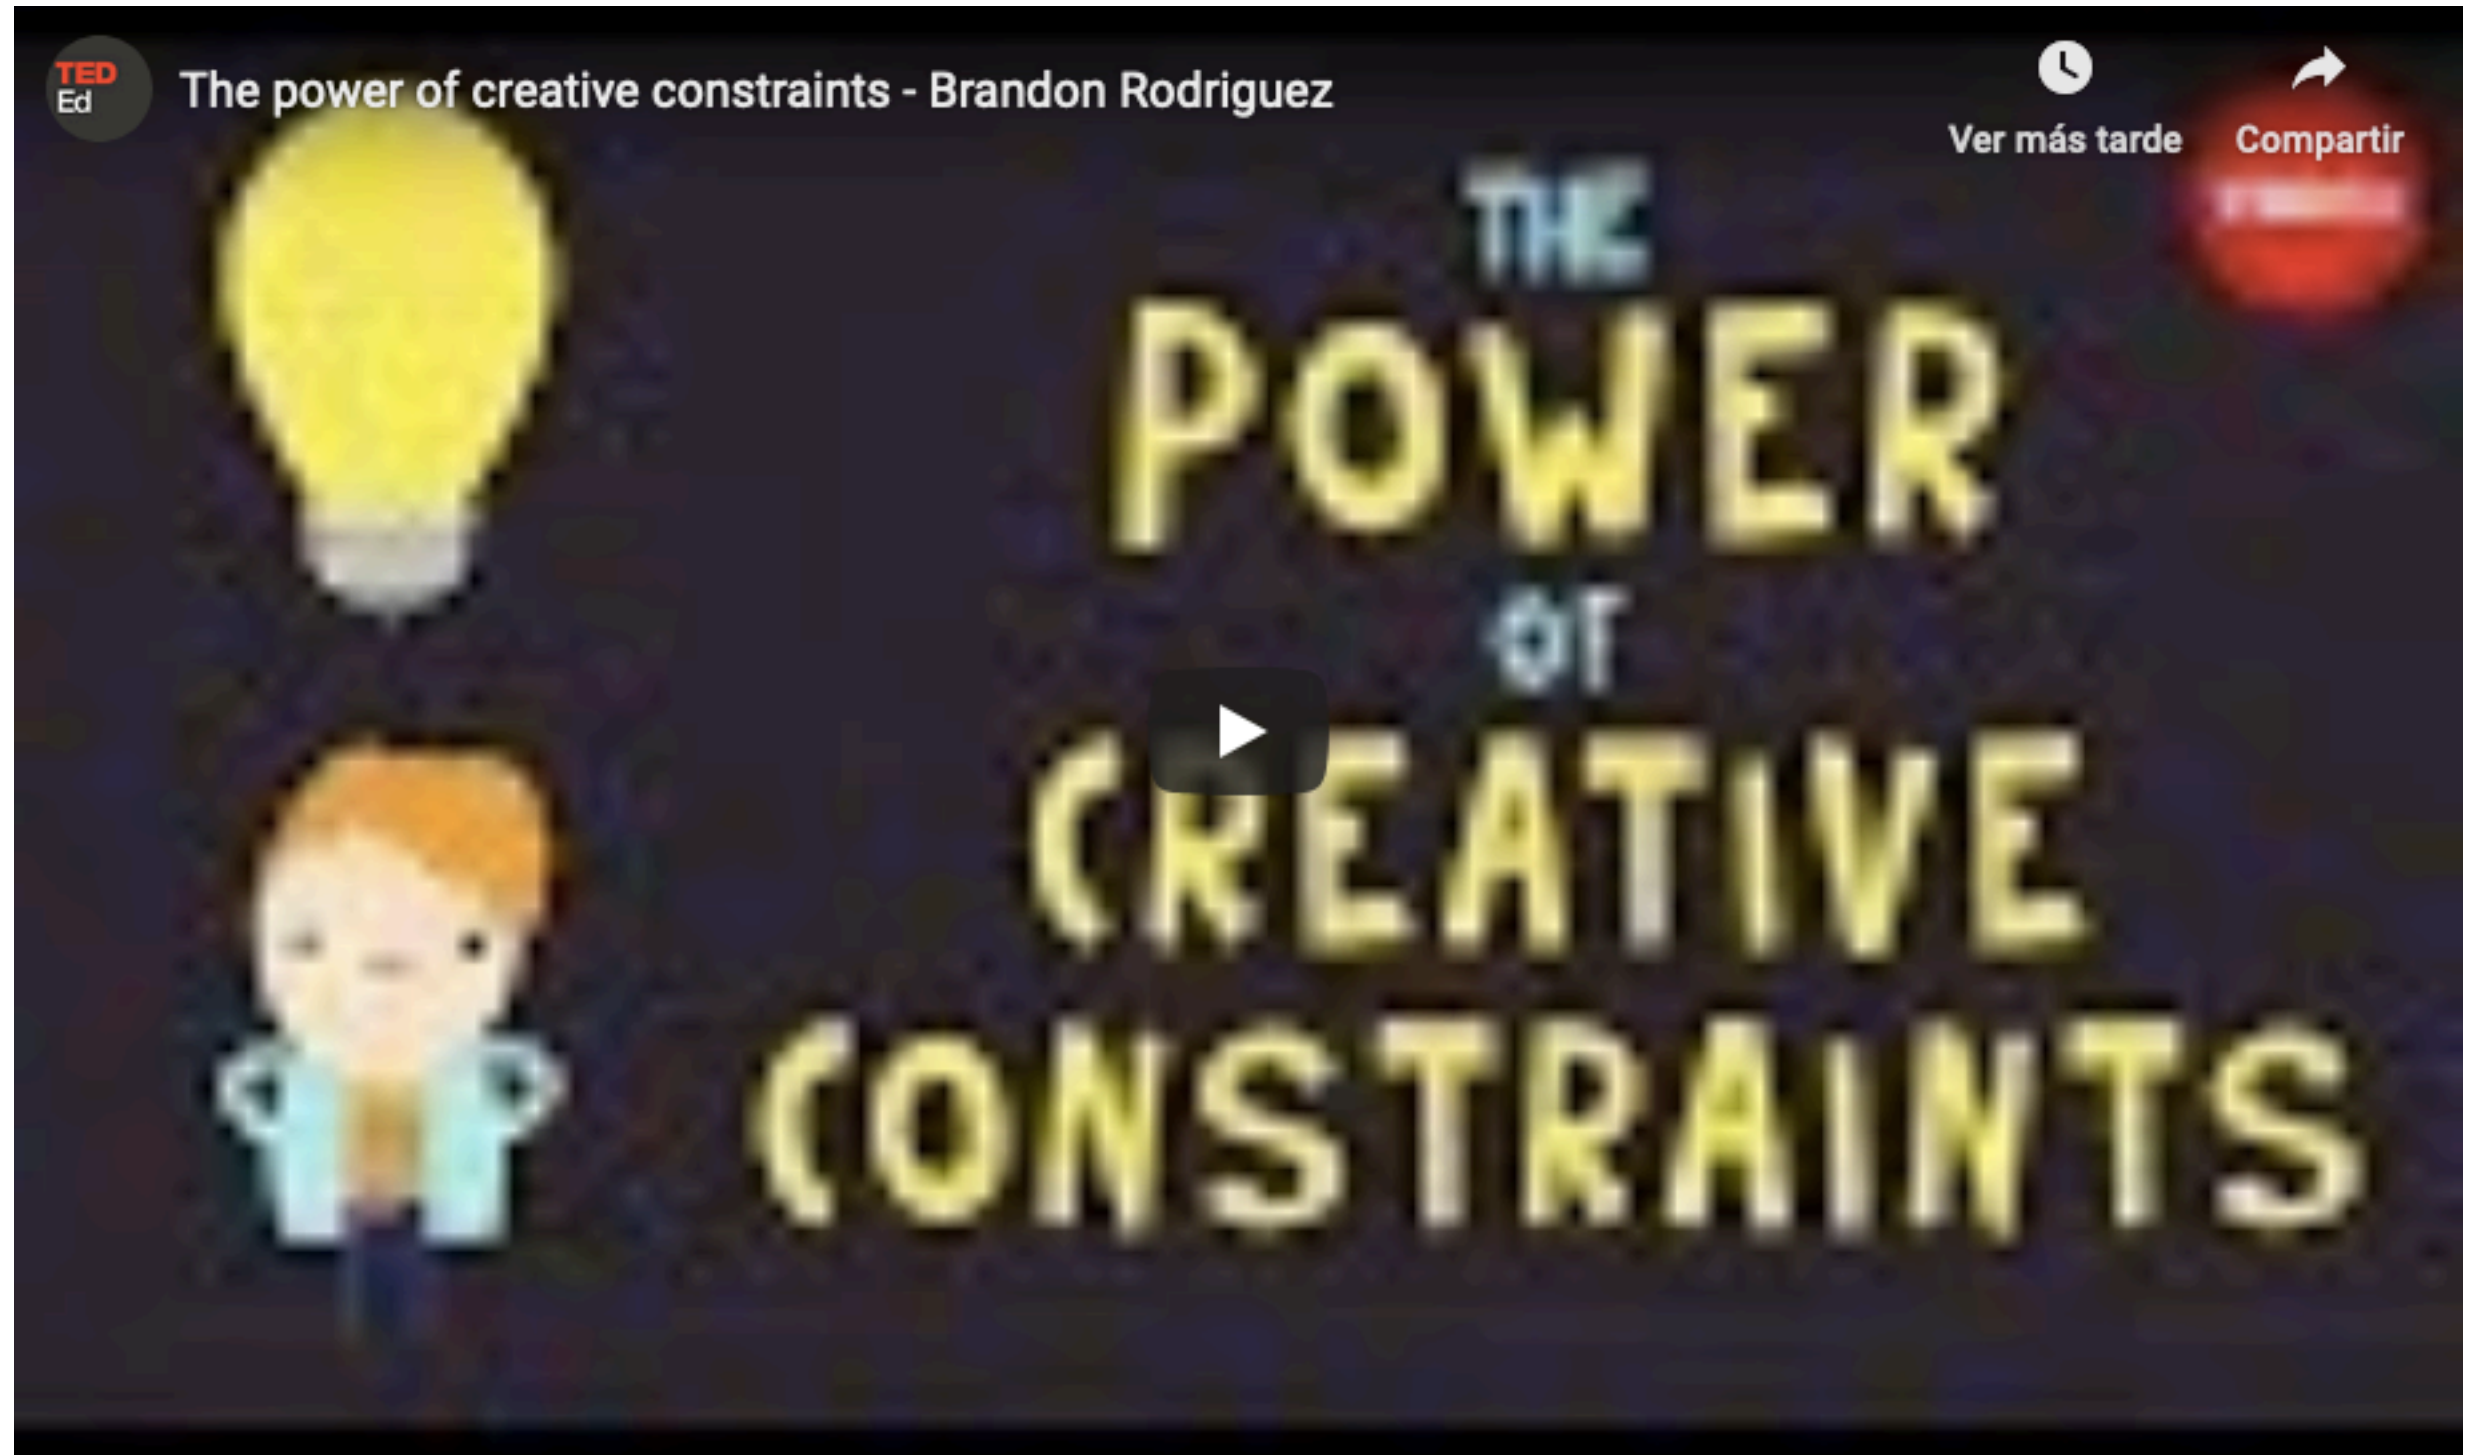 TED
Ed
The power of creative constraints - Brandon Rodriguez
Ver más tarde
Compartir
THE
POWER
OF
CREATIVE
CONSTRAINTS